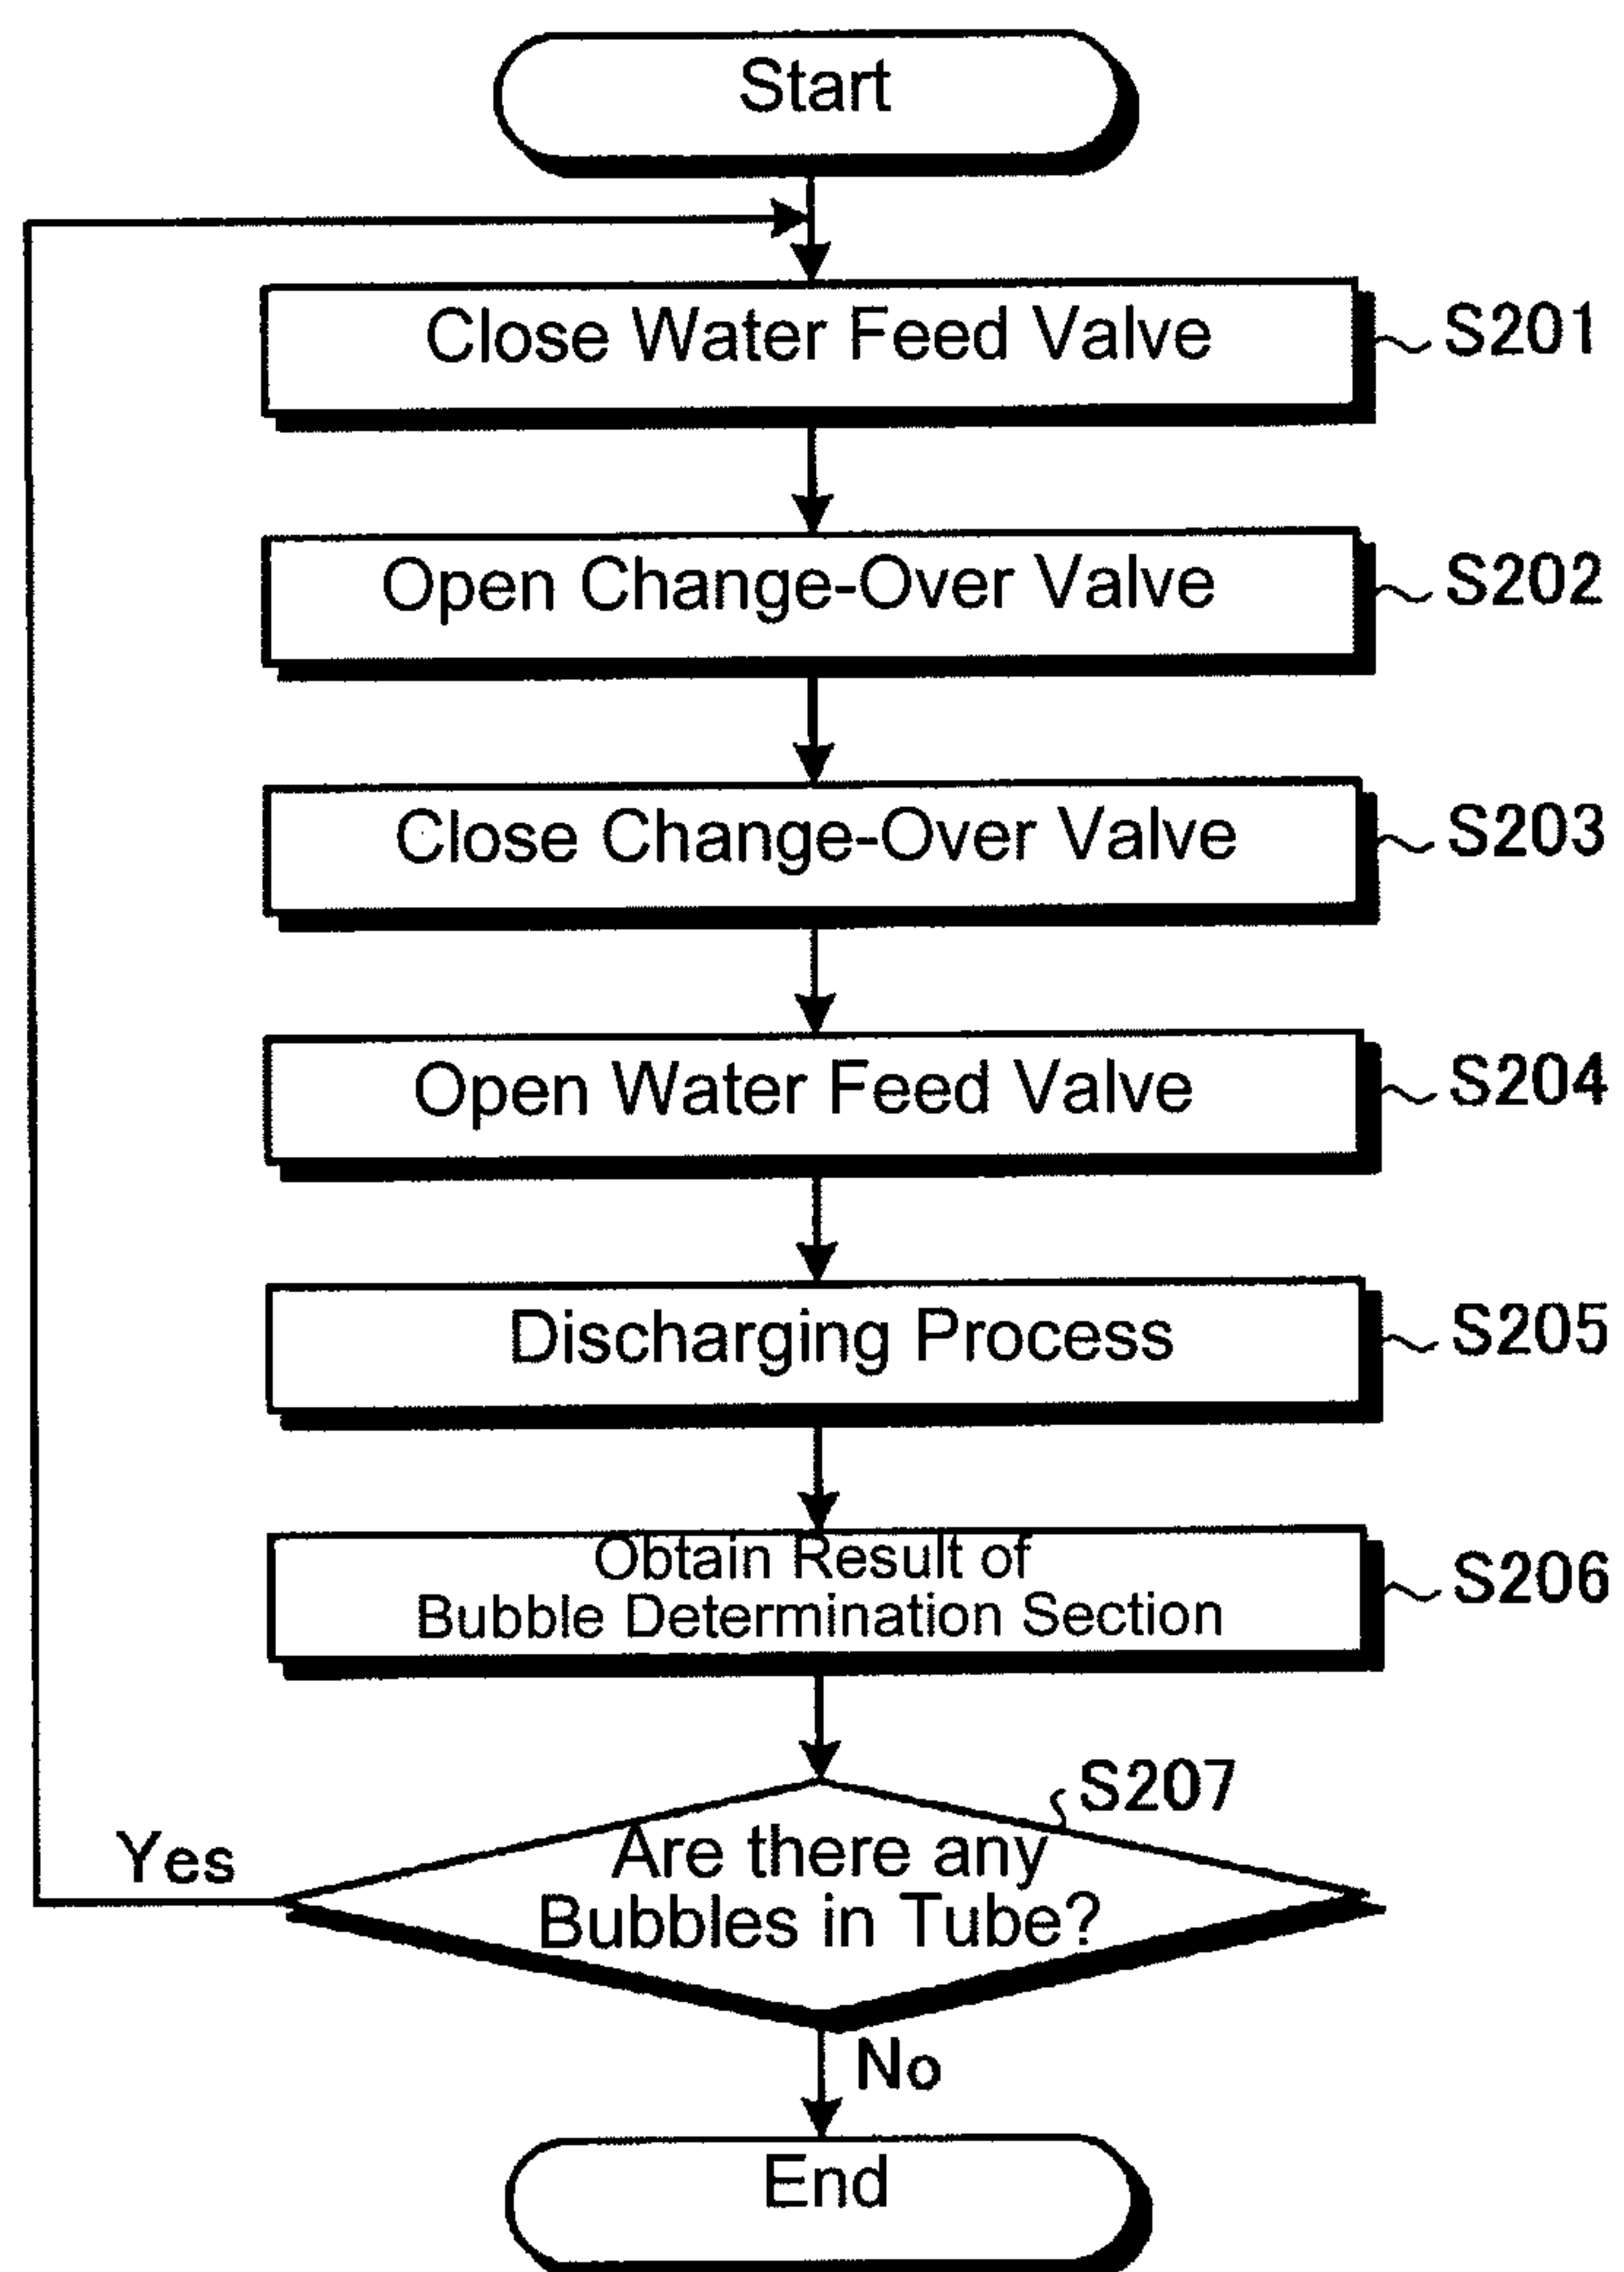 Start
Close Water Feed Valve
S201
Open Change-Over Valve
S202
Close Change-Over Valve
S203
Open Water Feed Valve
S204
Discharging Process
S205
Obtain Result of
Bubble Determination Section
S206
S207
Are there any
Bubbles in Tube?
Yes
No
End